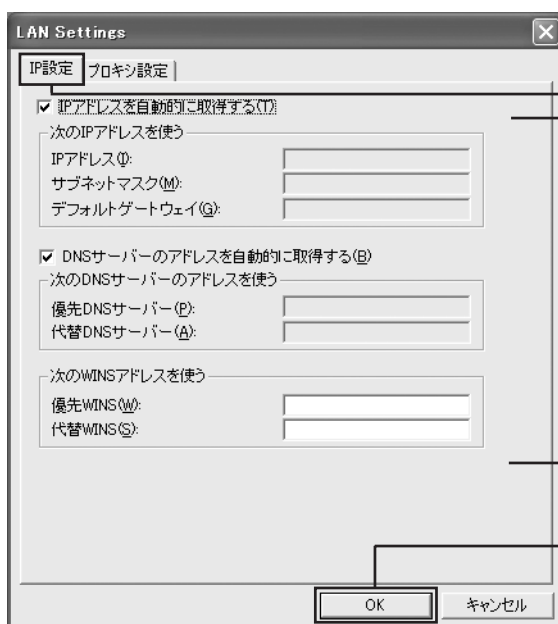 LAN Settings
IP設定 プロキシ設定
IPアドレスを自動的に取得する(T)
次のIPアドレスを使う
IPアドレス(I):
サブネットマスク(M):
デフォルトゲートウェイ(G):
DNSサーバーのアドレスを自動的に取得する(B)
次のDNSサーバーのアドレスを使う
優先DNSサーバー(P):
代替DNSサーバー(A):
次のWINSアドレスを使う
優先WINS(W):
代替WINS(S):
OK キャンセル